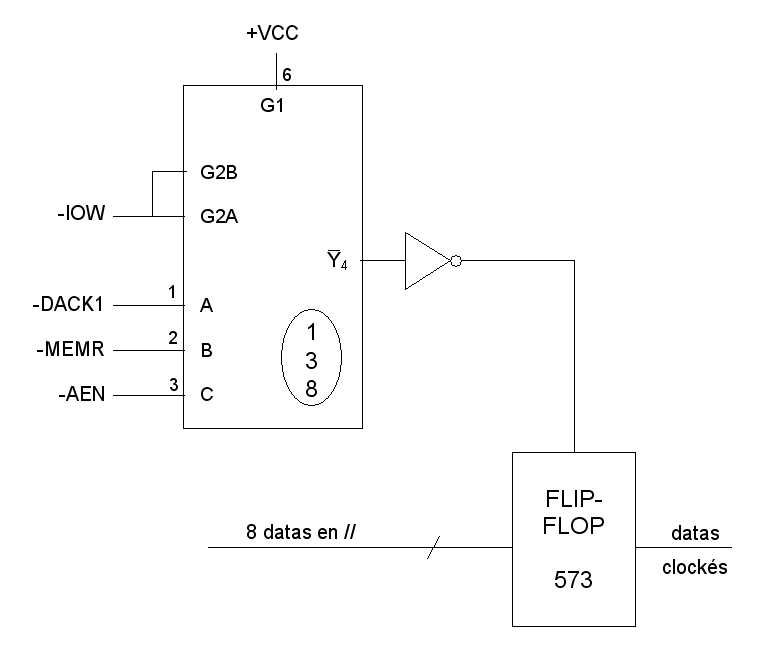 +VCC
6
G1
G2B
-IOW
G2A
Y̅4
-DACK1
1
A
-MEMR
2
B
-AEN
3
C
1
3
8
FLIP-
FLOP
573
8 datas en //
datas
clockés